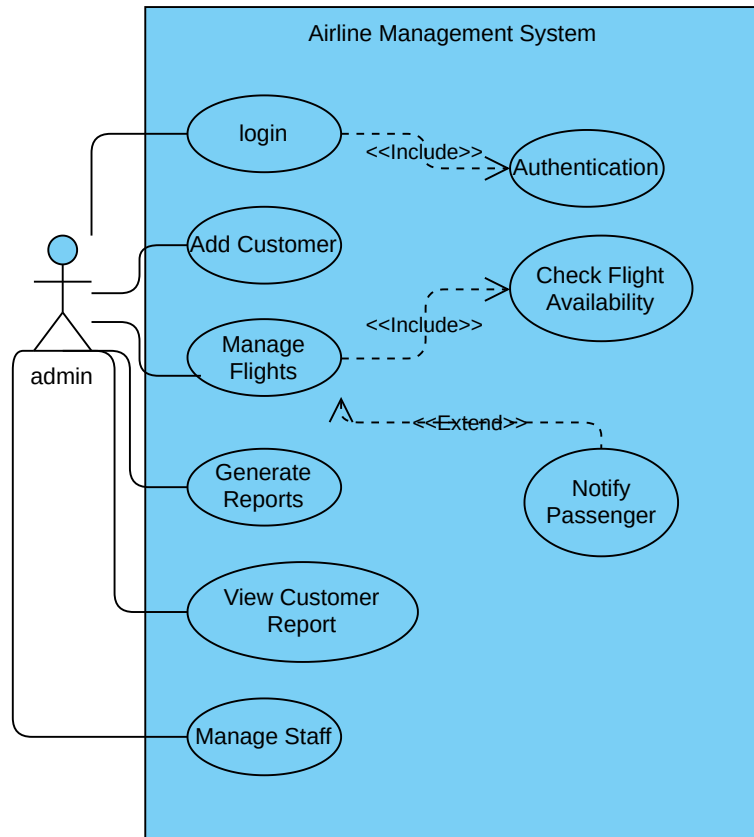 Airline Management System
login
<<Include>>
Authentication
Add Customer
Check Flight
Availability
<<Include>>
Manage
Flights
admin
<<Extend>>
Generate
Reports
Notify
Passenger
View Customer
Report
Manage Staff